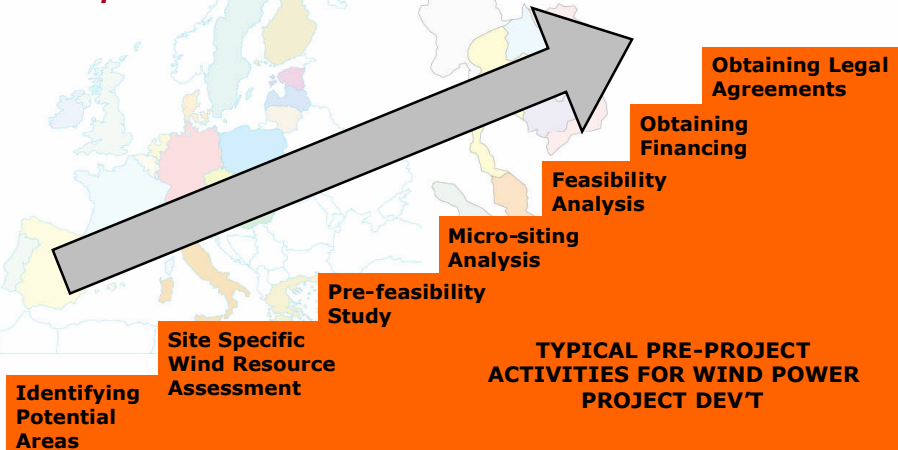 Obtaining Legal
Agreements
Obtaining
Financing
Feasibility
Analysis
Micro-siting
Analysis
Pre-feasibility
Study
Site Specific
Wind Resource
Assessment
Identifying
Potential
Areas
TYPICAL PRE-PROJECT
ACTIVITIES FOR WIND POWER
PROJECT DEV'T